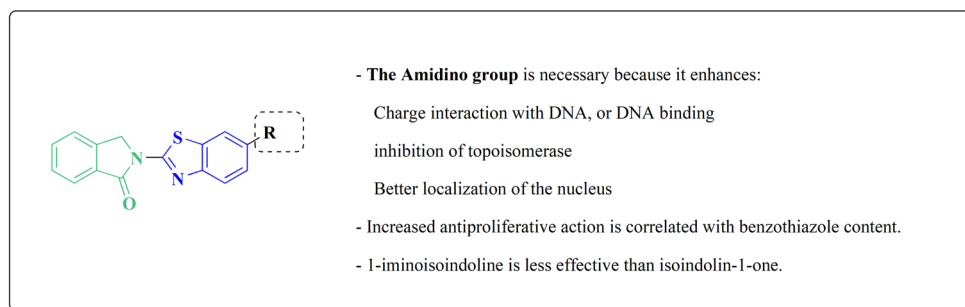 - The Amidino group is necessary because it enhances:
Charge interaction with DNA, or DNA binding
inhibition of topoisomerase
Better localization of the nucleus
- Increased antiproliferative action is correlated with benzothiazole content.
- 1-iminoisoindoline is less effective than isoindolin-1-one.
S
R
N
N
O